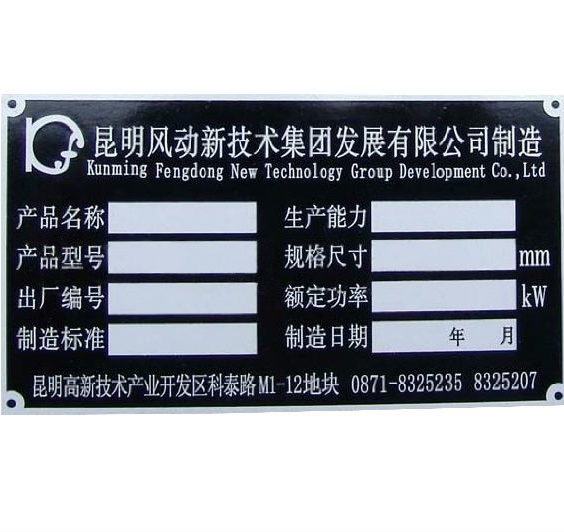 昆明风动新技术集团发展有限公司制造
Kunming Fengdong New Technology Group Development Co.,Ltd
产品名称 生产能力
产品型号 规格尺寸 mm
出厂编号 额定功率 kW
制造标准 制造日期 年 月
昆明高新技术产业开发区科泰路M1-12地块 0871-8325235 8325207